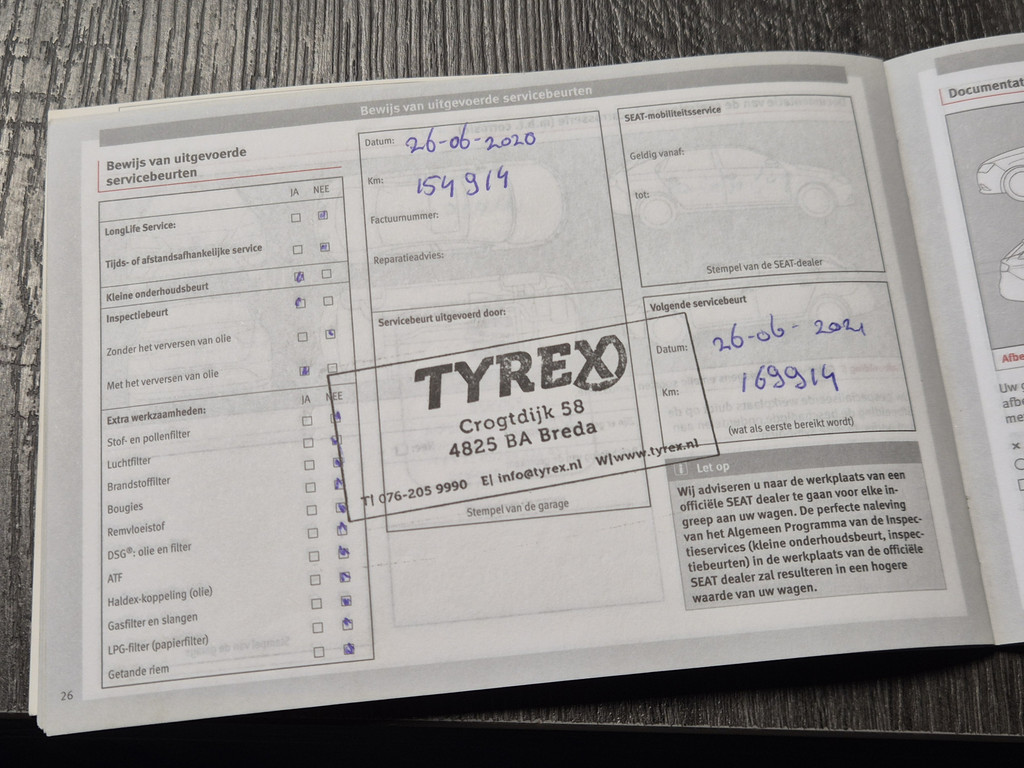 Bewijs van uitgevoerde servicebeurten
Bewijs van uitgevoerde
servicebeurten
JA NEE
LongLife Service:
Tijds- of afstandsafhankelijke service
Kleine onderhoudsbeurt
Inspectiebeurt
Zonder het verversen van olie
Met het verversen van olie
Extra werkzaamheden: JA NEE
Stof- en pollenfilter
Luchtfilter
Brandstoffilter
Bougies
Remvloeistof
DSG®: olie en filter
ATF
Haldex-koppeling (olie)
Gasfilter en slangen
LPG-filter (papierfilter)
Getande riem
26
Datum: 26-06-2020
Km: 154914
Factuurnummer:
Reparatieadvies:
Servicebeurt uitgevoerd door:
TYREX
Crogtdijk 58
4825 BA Breda
T| 076-205 9990 E| info@tyrex.nl W| www.tyrex.nl
Stempel van de garage
SEAT-mobiliteitsservice
Geldig vanaf:
tot:
Stempel van de SEAT-dealer
Volgende servicebeurt
Datum: 26-06-2021
Km: 169914
(wat als eerste bereikt wordt)
i Let op
Wij adviseren u naar de werkplaats van een
officiële SEAT dealer te gaan voor elke in-
greep aan uw wagen. De perfecte naleving
van het Algemeen Programma van de Inspec-
tieservices (kleine onderhoudsbeurt, inspec-
tiebeurten) in de werkplaats van de officiële
SEAT dealer zal resulteren in een hogere
waarde van uw wagen.
Documentat
Afbe
Uw
afbe
me